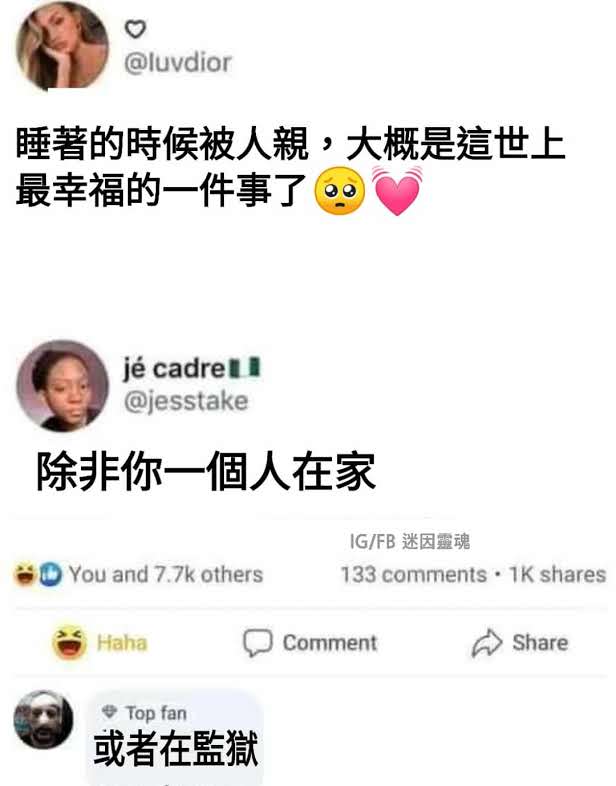 @luvdior
睡著的時候被人親，大概是這世上
最幸福的一件事了🥺💓
jé cadre🇳🇬
@jesstake
除非你一個人在家
IG/FB 迷因靈魂
You and 7.7k others
133 comments • 1K shares
Haha
Comment
Share
Top fan
或者在監獄